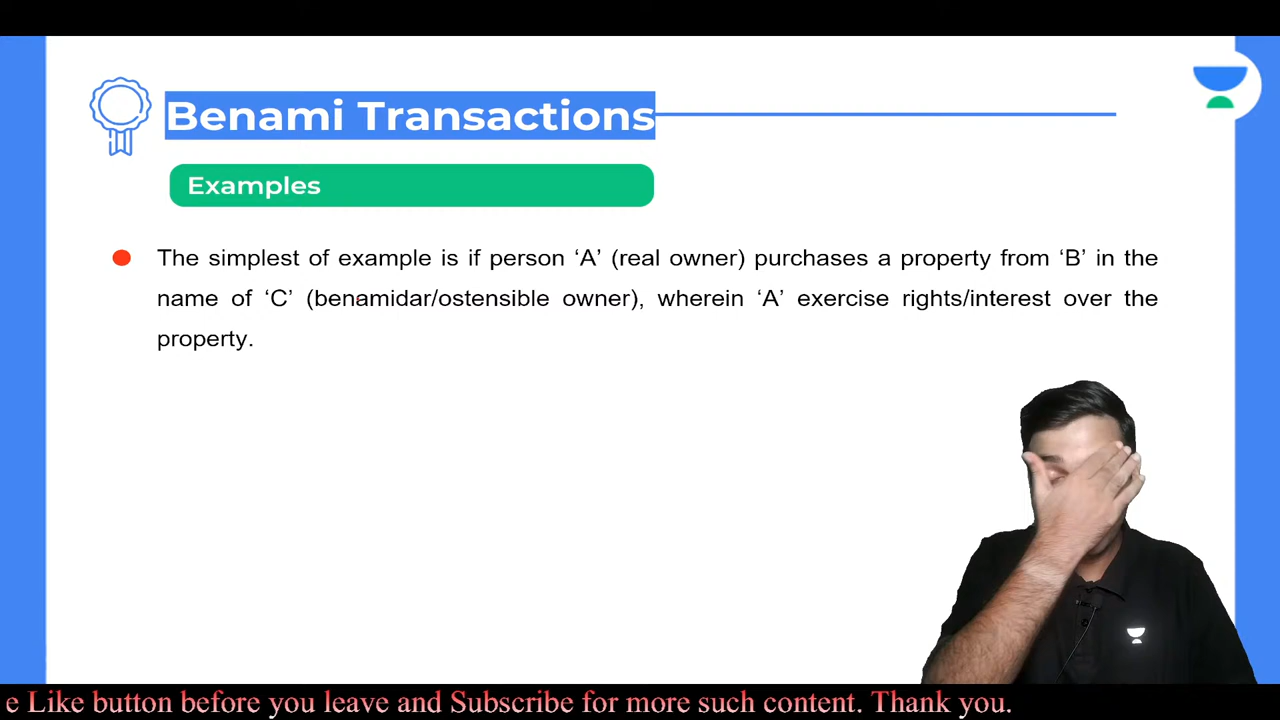 Benami Transactions
Examples
The simplest of example is if person ‘A’ (real owner) purchases a property from ‘B’ in the
name of ‘C’ (benamidar/ostensible owner), wherein ‘A’ exercise rights/interest over the
property.
e Like button before you leave and Subscribe for more such content. Thank you.